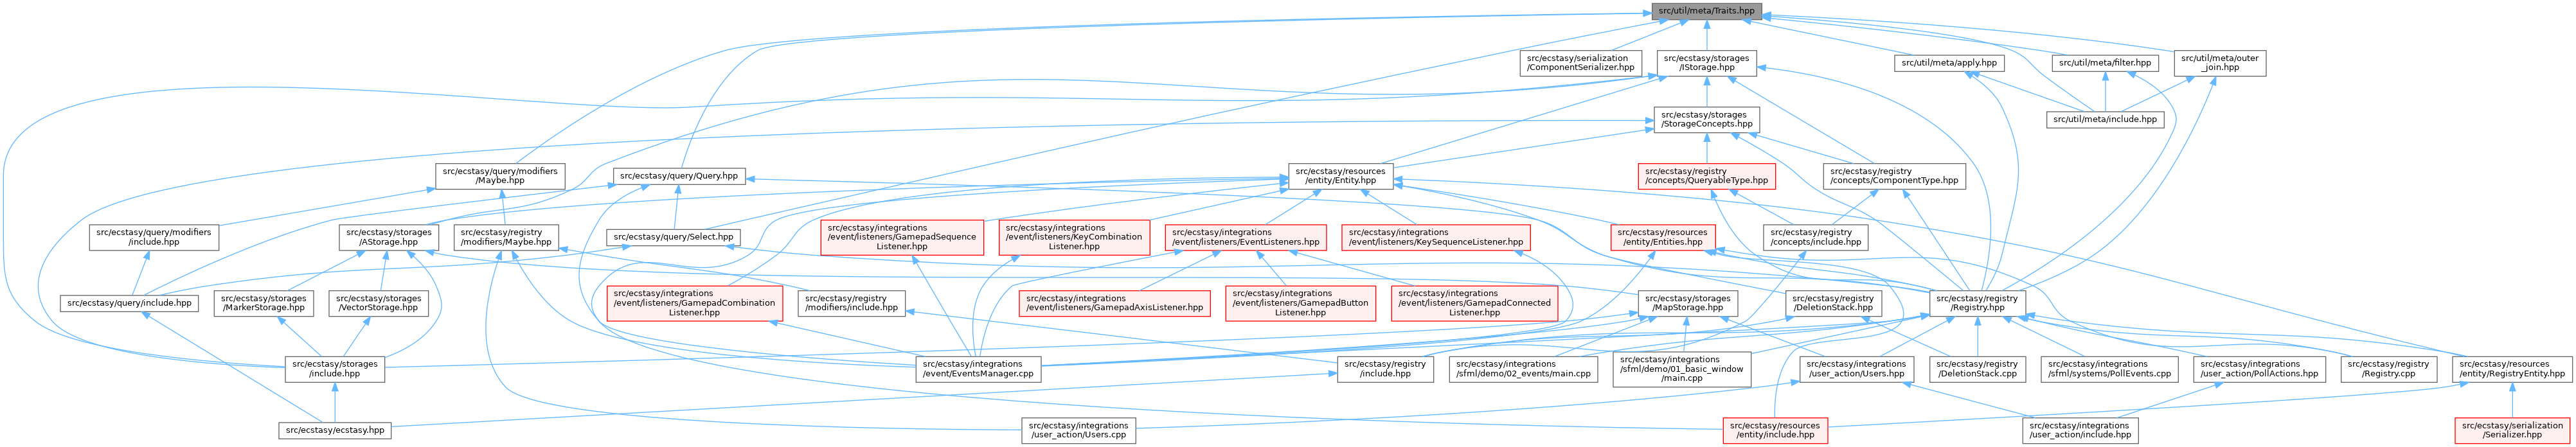 src/util/meta/Traits.hpp
src/ecstasy/serialization
/ComponentSerializer.hpp
src/ecstasy/storages
/IStorage.hpp
src/util/meta/apply.hpp
src/util/meta/filter.hpp
src/util/meta/outer
_join.hpp
src/ecstasy/storages
/StorageConcepts.hpp
src/util/meta/include.hpp
src/ecstasy/query/modifiers
/Maybe.hpp
src/ecstasy/query/Query.hpp
src/ecstasy/resources
/entity/Entity.hpp
src/ecstasy/registry
/concepts/QueryableType.hpp
src/ecstasy/registry
/concepts/ComponentType.hpp
src/ecstasy/query/modifiers
/include.hpp
src/ecstasy/storages
/AStorage.hpp
src/ecstasy/registry
/modifiers/Maybe.hpp
src/ecstasy/query/Select.hpp
src/ecstasy/integrations
/event/listeners/GamepadSequence
Listener.hpp
src/ecstasy/integrations
/event/listeners/KeyCombination
Listener.hpp
src/ecstasy/integrations
/event/listeners/EventListeners.hpp
src/ecstasy/integrations
/event/listeners/KeySequenceListener.hpp
src/ecstasy/resources
/entity/Entities.hpp
src/ecstasy/registry
/concepts/include.hpp
src/ecstasy/query/include.hpp
src/ecstasy/storages
/MarkerStorage.hpp
src/ecstasy/storages
/VectorStorage.hpp
src/ecstasy/integrations
/event/listeners/GamepadCombination
Listener.hpp
src/ecstasy/registry
/modifiers/include.hpp
src/ecstasy/integrations
/event/listeners/GamepadAxisListener.hpp
src/ecstasy/integrations
/event/listeners/GamepadButton
Listener.hpp
src/ecstasy/integrations
/event/listeners/GamepadConnected
Listener.hpp
src/ecstasy/storages
/MapStorage.hpp
src/ecstasy/registry
/DeletionStack.hpp
src/ecstasy/registry
/Registry.hpp
src/ecstasy/storages
/include.hpp
src/ecstasy/integrations
/event/EventsManager.cpp
src/ecstasy/registry
/include.hpp
src/ecstasy/integrations
/sfml/demo/02_events/main.cpp
src/ecstasy/integrations
/sfml/demo/01_basic_window
/main.cpp
src/ecstasy/integrations
/user_action/Users.hpp
src/ecstasy/registry
/DeletionStack.cpp
src/ecstasy/integrations
/sfml/systems/PollEvents.cpp
src/ecstasy/integrations
/user_action/PollActions.hpp
src/ecstasy/registry
/Registry.cpp
src/ecstasy/resources
/entity/RegistryEntity.hpp
src/ecstasy/ecstasy.hpp
src/ecstasy/integrations
/user_action/Users.cpp
src/ecstasy/resources
/entity/include.hpp
src/ecstasy/integrations
/user_action/include.hpp
src/ecstasy/serialization
/Serializer.hpp